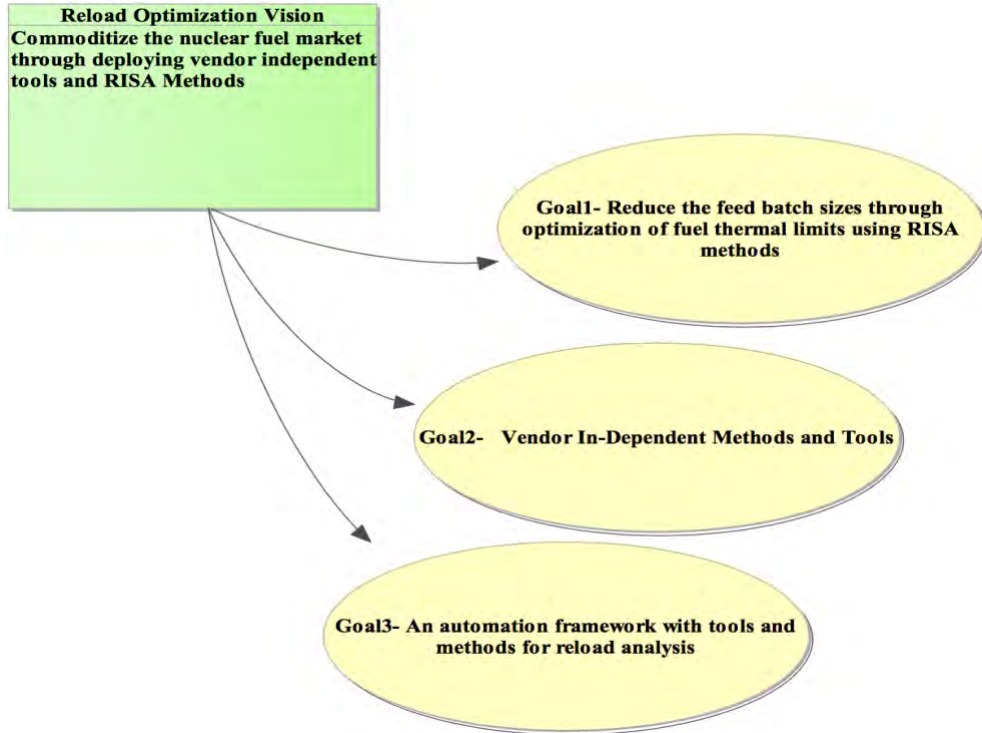 Reload Optimization Vision
Commoditize the nuclear fuel market
through deploying vendor independent
tools and RISA Methods
Goal1- Reduce the feed batch sizes through
optimization of fuel thermal limits using RISA
methods
Goal2- Vendor In-Dependent Methods and Tools
Goal3- An automation framework with tools and
methods for reload analysis